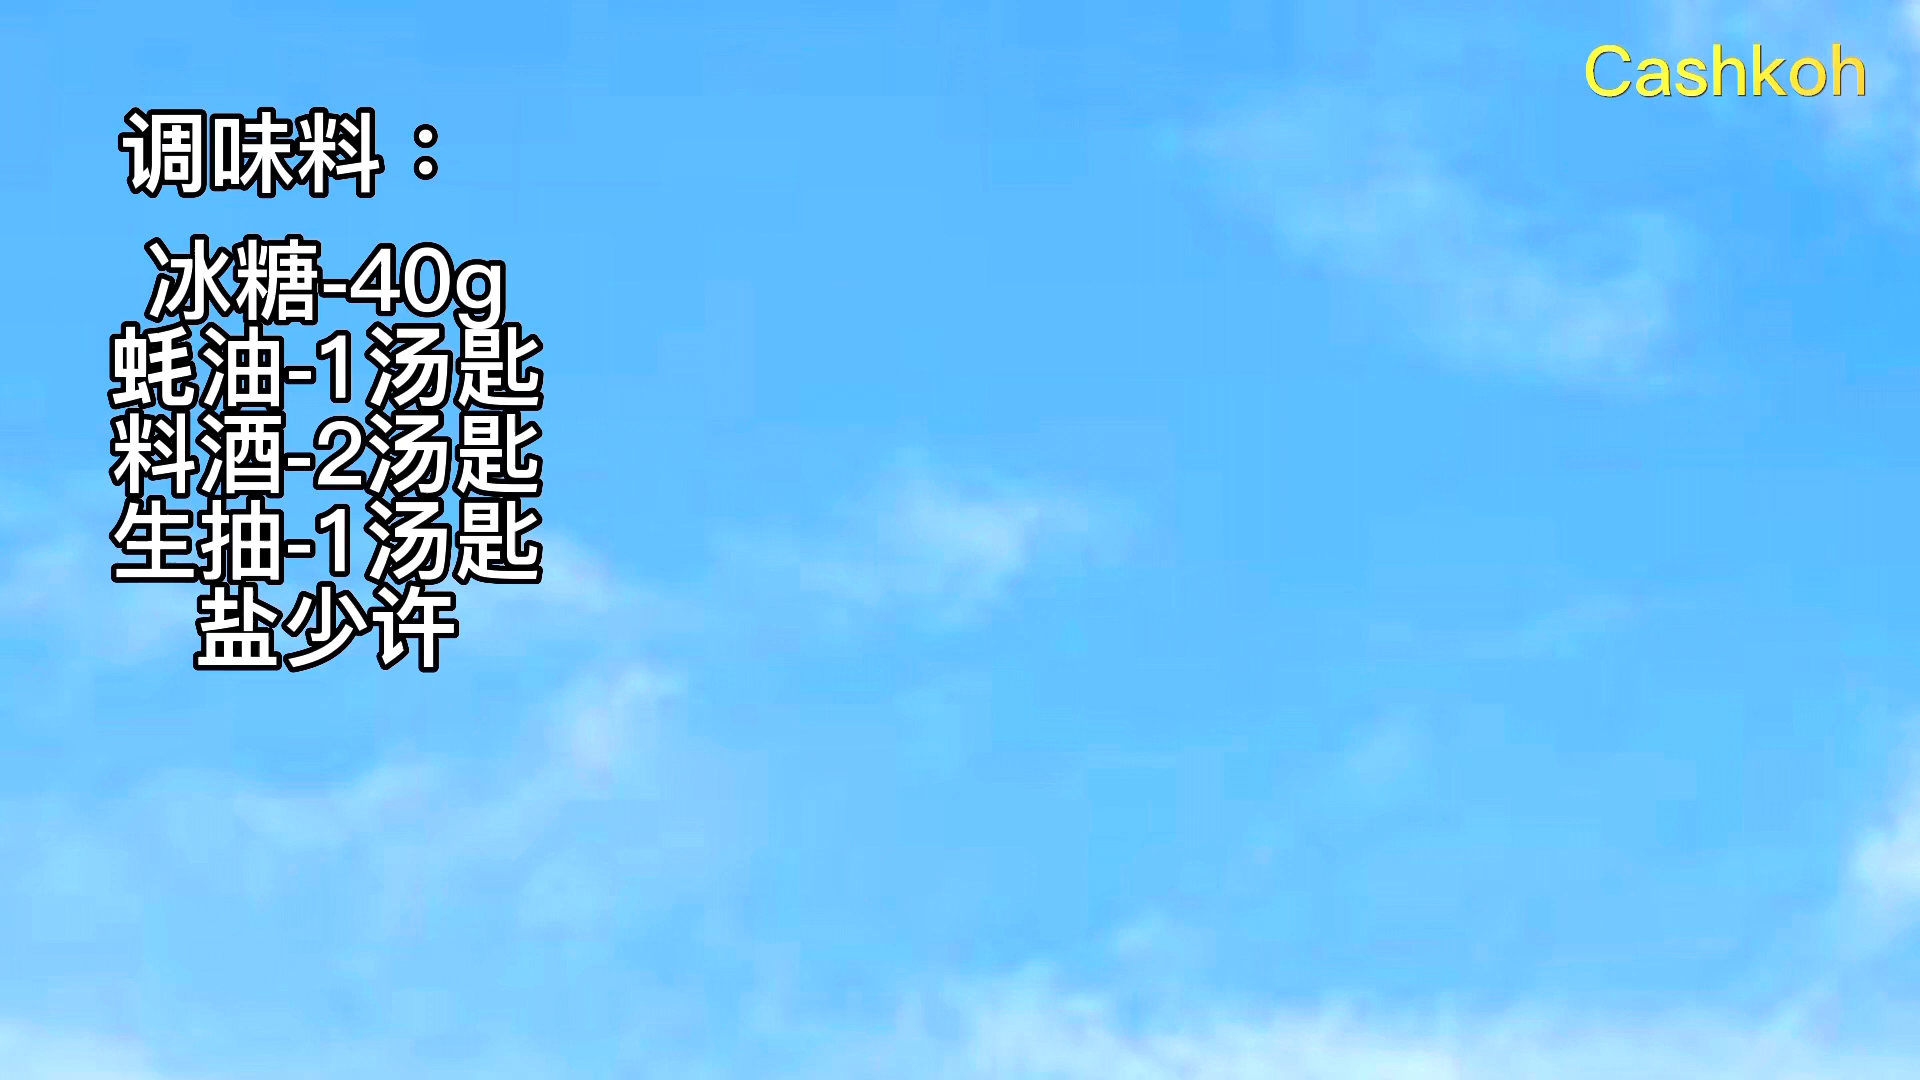 Cashkoh
调味料：
冰糖-40g
蚝油-1汤匙
料酒-2汤匙
生抽-1汤匙
盐少许